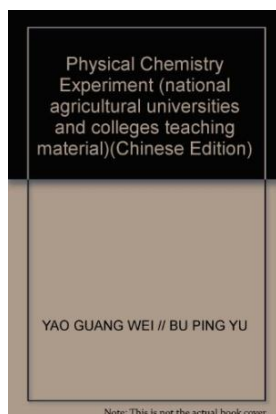 Physical Chemistry
Experiment (national
agricultural universities
and colleges teaching
material)(Chinese Edition)
YAO GUANG WEI // BU PING YU
Note: This is not the actual book cover